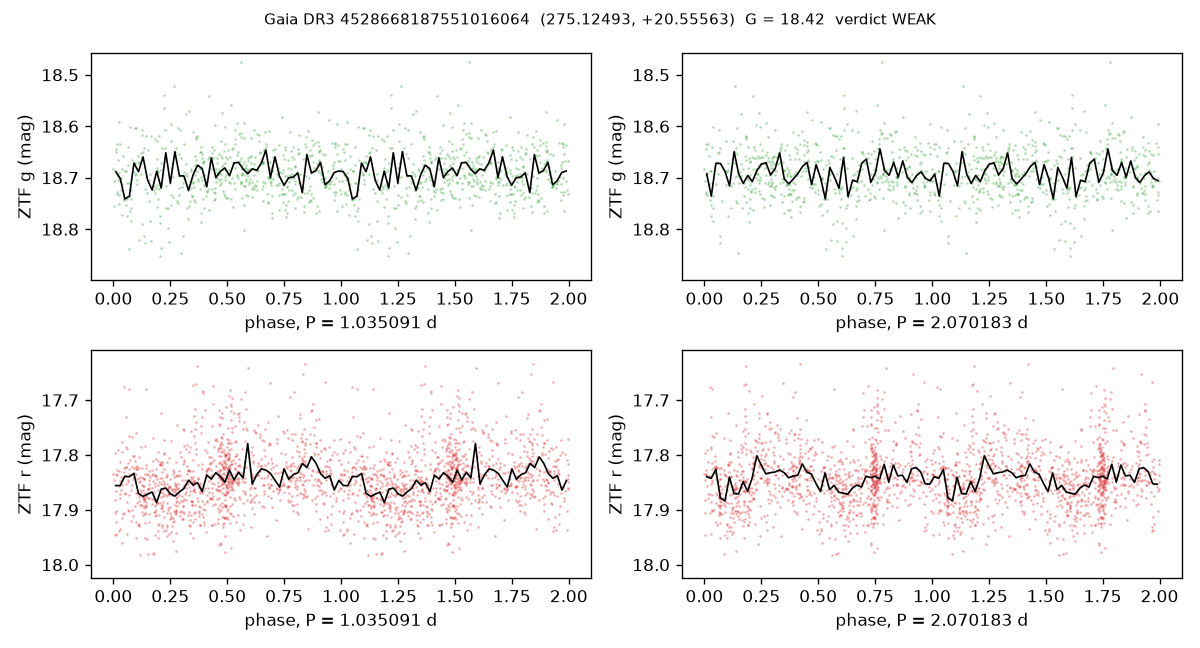 Gaia DR3 4528668187551016064  (275.12493, +20.55563)  G = 18.42  verdict WEAK
ZTF g (mag)
18.5
18.6
18.7
18.8
0.00 0.25 0.50 0.75 1.00 1.25 1.50 1.75 2.00
phase, P = 1.035091 d
ZTF g (mag)
18.5
18.6
18.7
18.8
0.00 0.25 0.50 0.75 1.00 1.25 1.50 1.75 2.00
phase, P = 2.070183 d
ZTF r (mag)
17.7
17.8
17.9
18.0
0.00 0.25 0.50 0.75 1.00 1.25 1.50 1.75 2.00
phase, P = 1.035091 d
ZTF r (mag)
17.7
17.8
17.9
18.0
0.00 0.25 0.50 0.75 1.00 1.25 1.50 1.75 2.00
phase, P = 2.070183 d